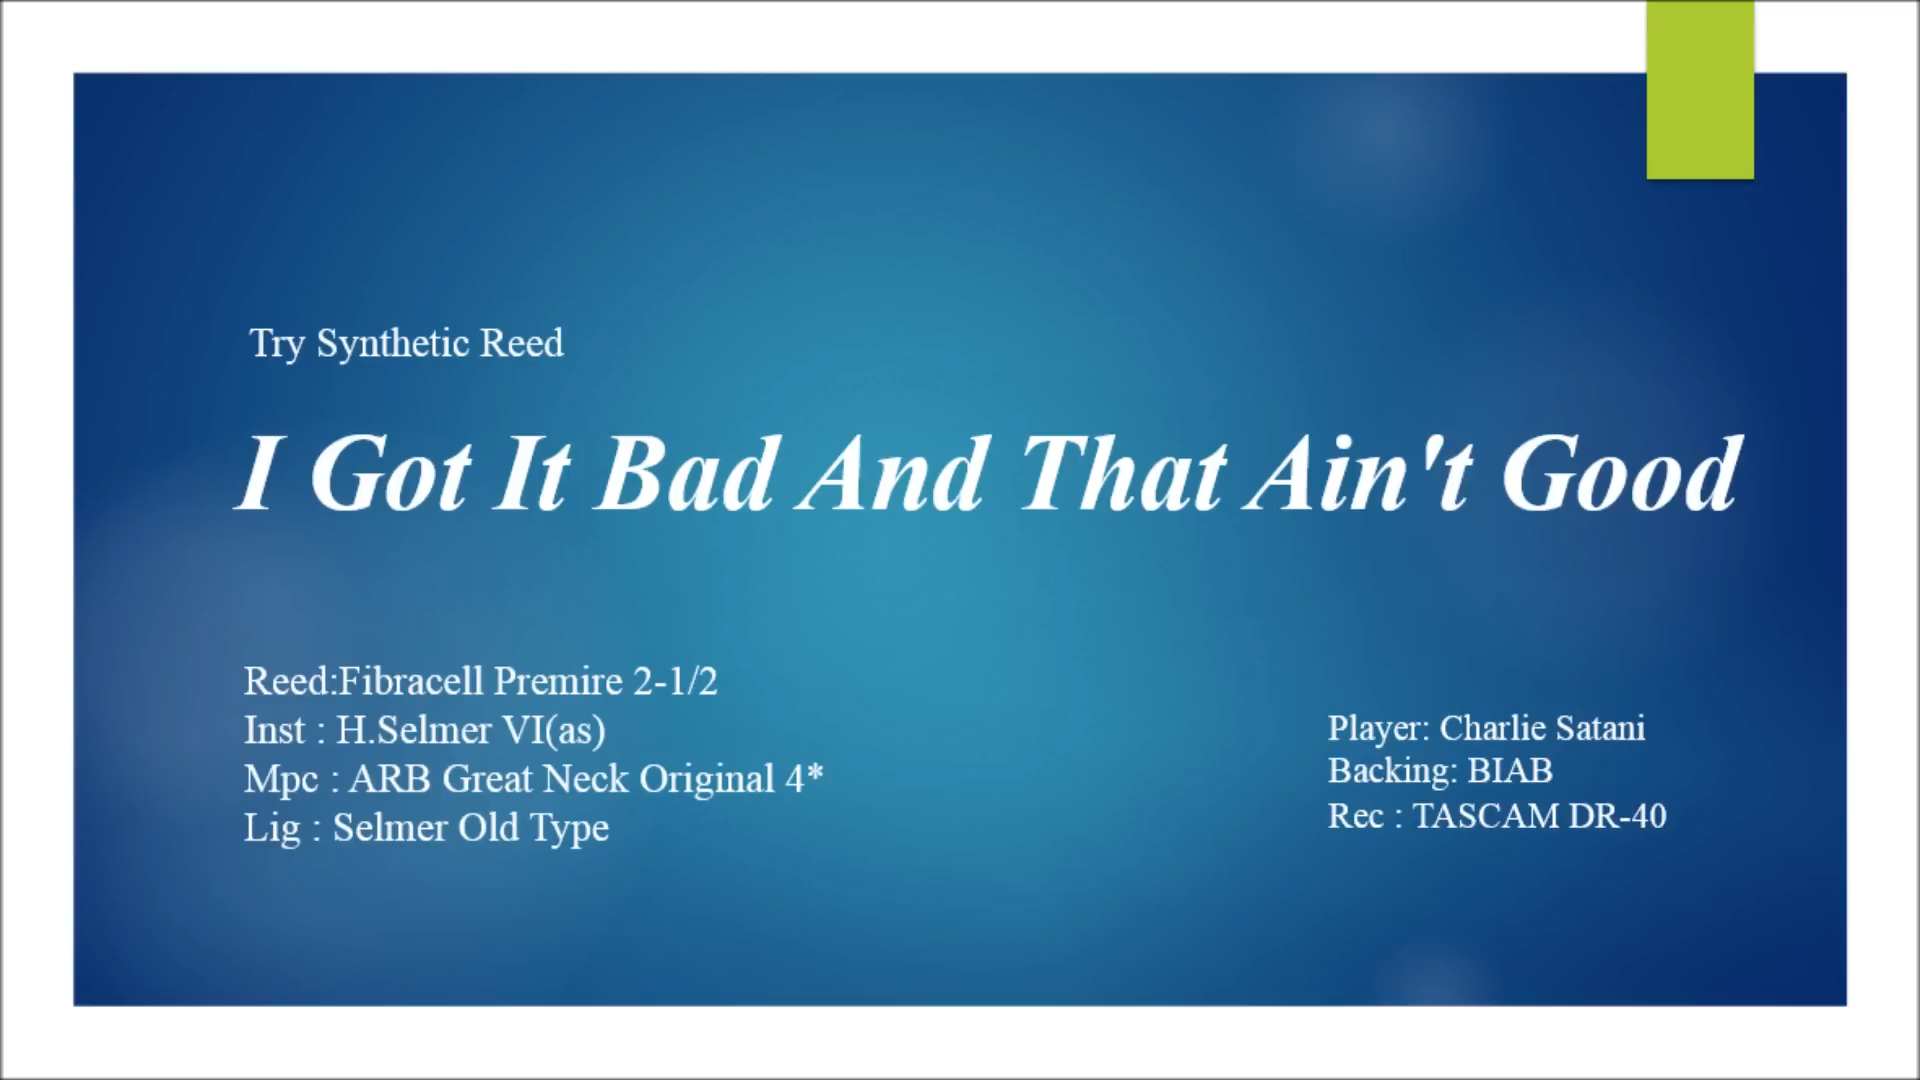 Try Synthetic Reed
I Got It Bad And That Ain't Good
Reed:Fibracell Premire 2-1/2
Inst : H.Selmer VI(as)
Mpc : ARB Great Neck Original 4*
Lig : Selmer Old Type
Player: Charlie Satani
Backing: BIAB
Rec : TASCAM DR-40